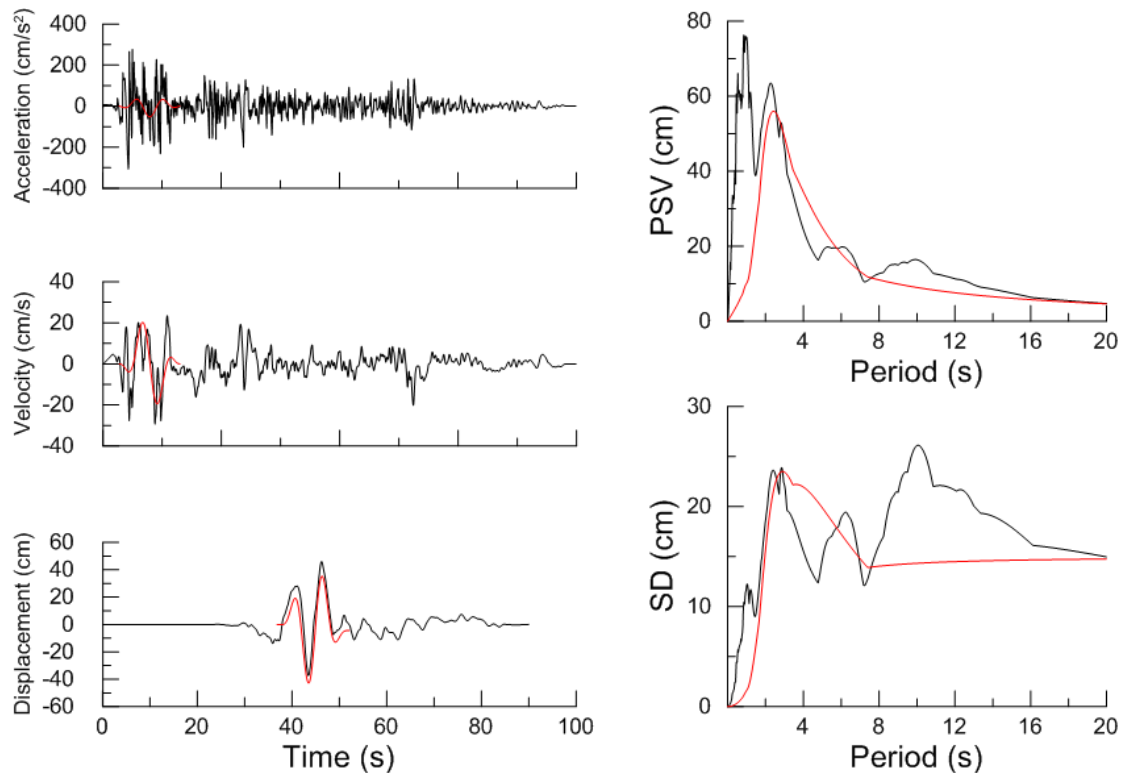 Acceleration (cm/s²)
400
200
0
-200
-400
Velocity (cm/s)
40
20
0
-20
-40
Displacement (cm)
60
40
20
0
-20
-40
-60
0 20 40 60 80 100
Time (s)
PSV (cm)
80
60
40
20
0
4 8 12 16 20
Period (s)
SD (cm)
30
20
10
0
4 8 12 16 20
Period (s)